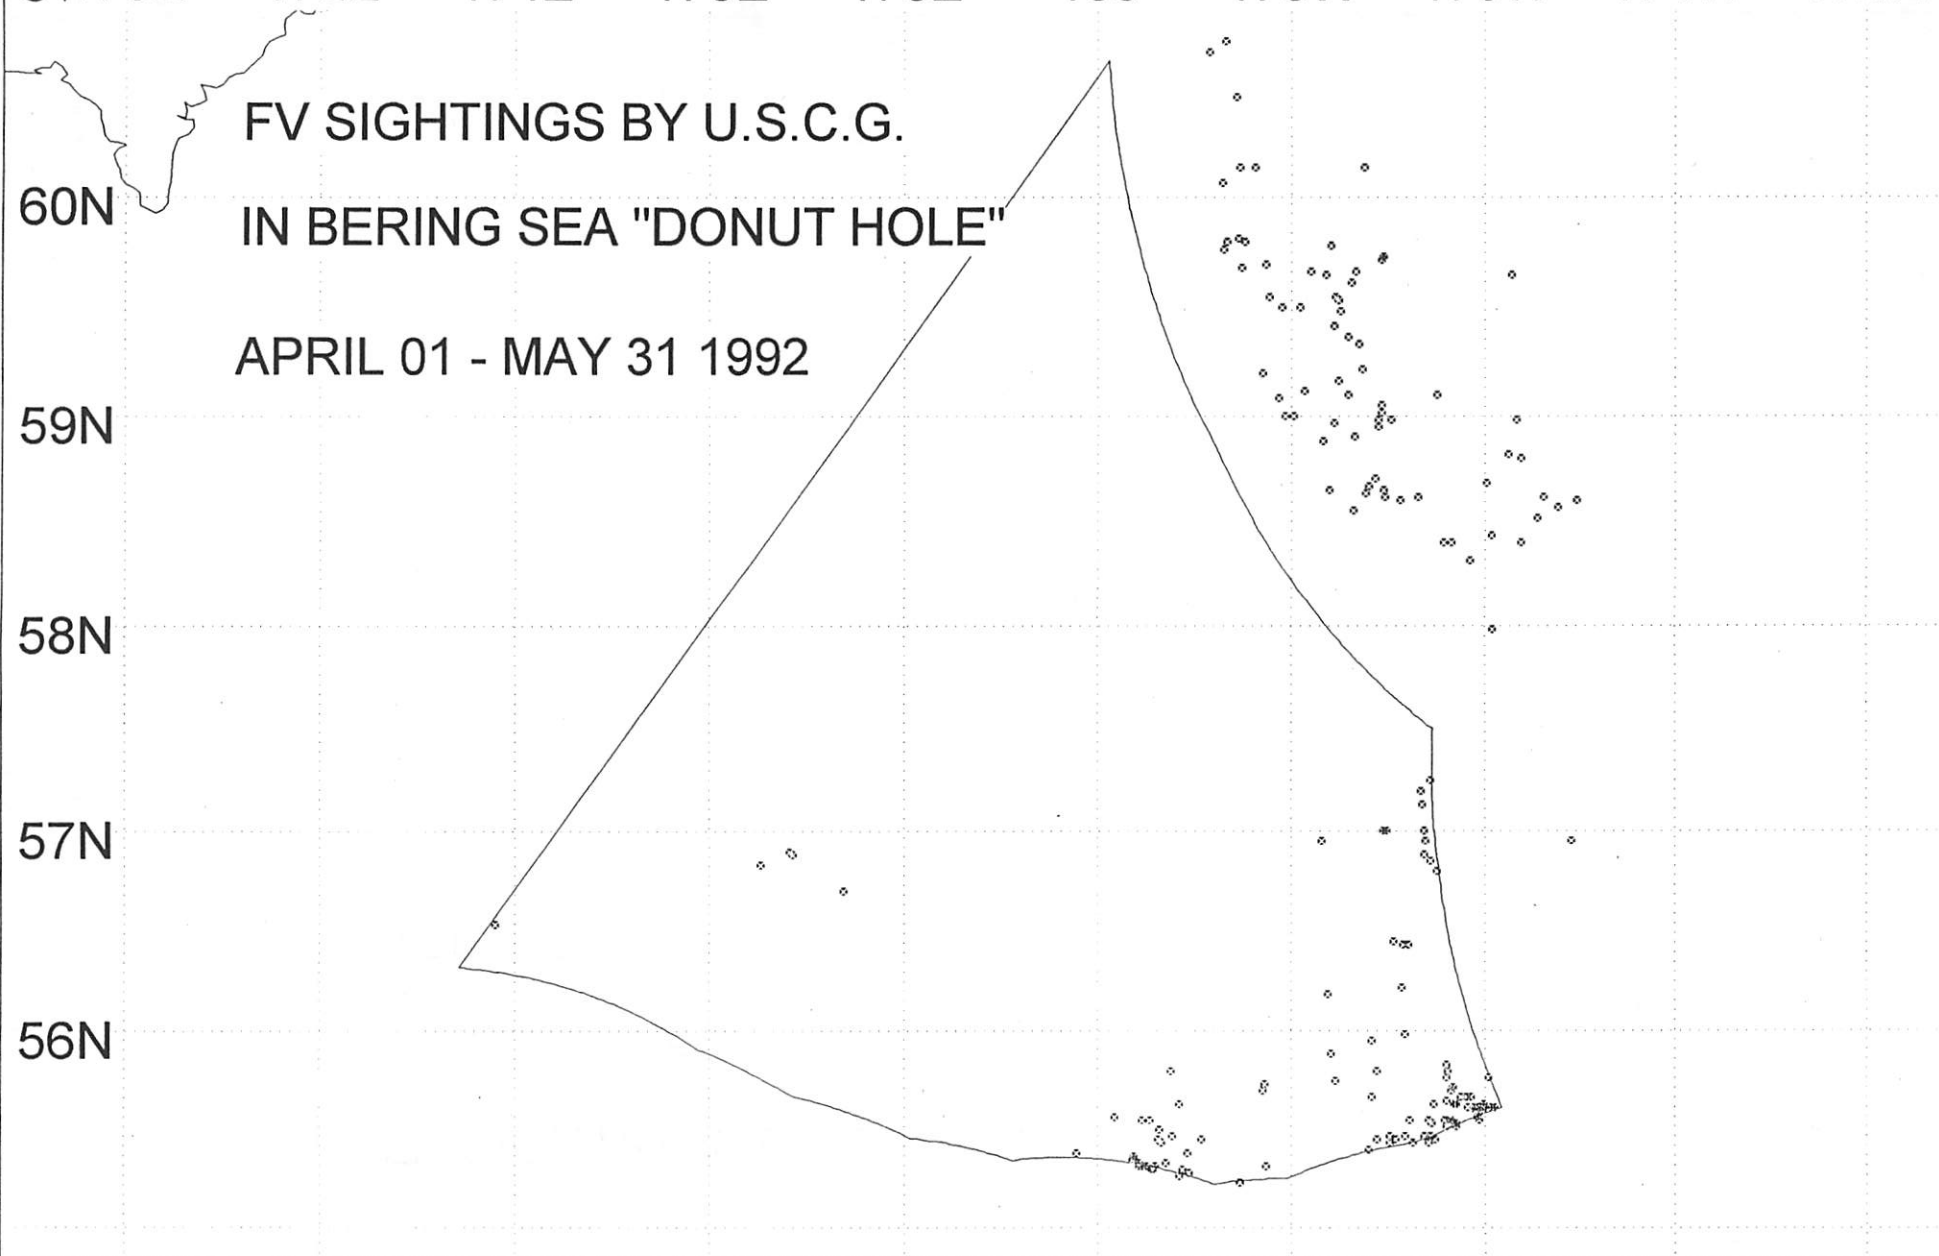 FV SIGHTINGS BY U.S.C.G.
60N
IN BERING SEA "DONUT HOLE"
APRIL 01 - MAY 31 1992
59N
58N
57N
56N